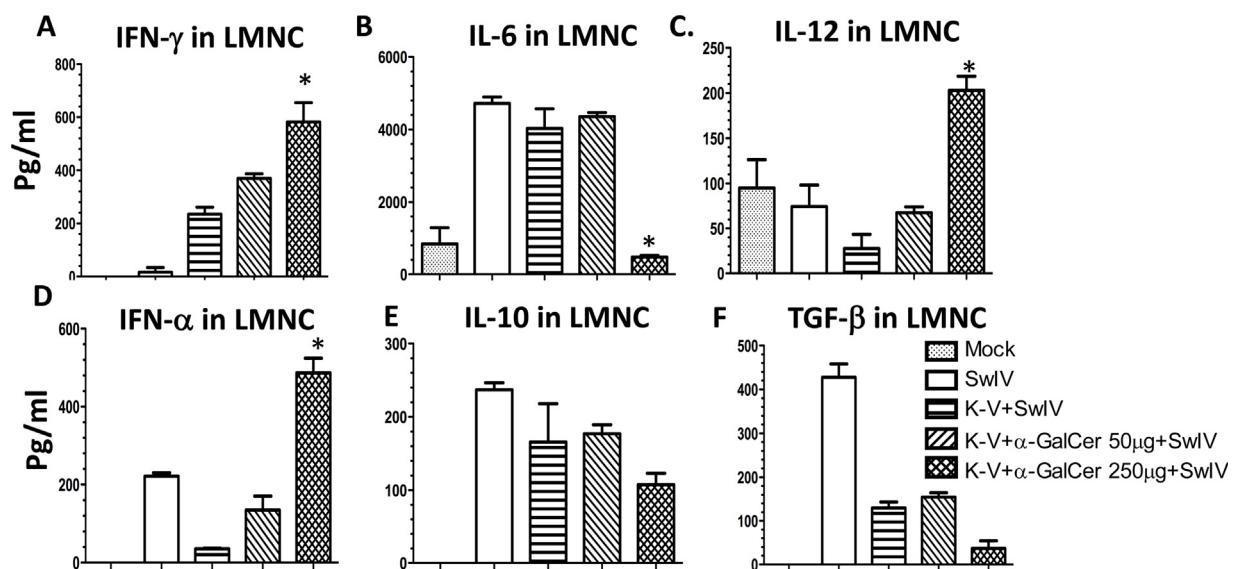 A
IFN-γ in LMNC
Pg/ml
800
600
400
200
0
*
B
IL-6 in LMNC
6000
4000
2000
0
*
C.
IL-12 in LMNC
250
200
150
100
50
0
*
D
IFN-α in LMNC
Pg/ml
600
400
200
0
*
E
IL-10 in LMNC
300
200
100
0
F
TGF-β in LMNC
500
400
300
200
100
0
Mock
SwIV
K-V+SwIV
K-V+α-GalCer 50µg+SwIV
K-V+α-GalCer 250µg+SwIV